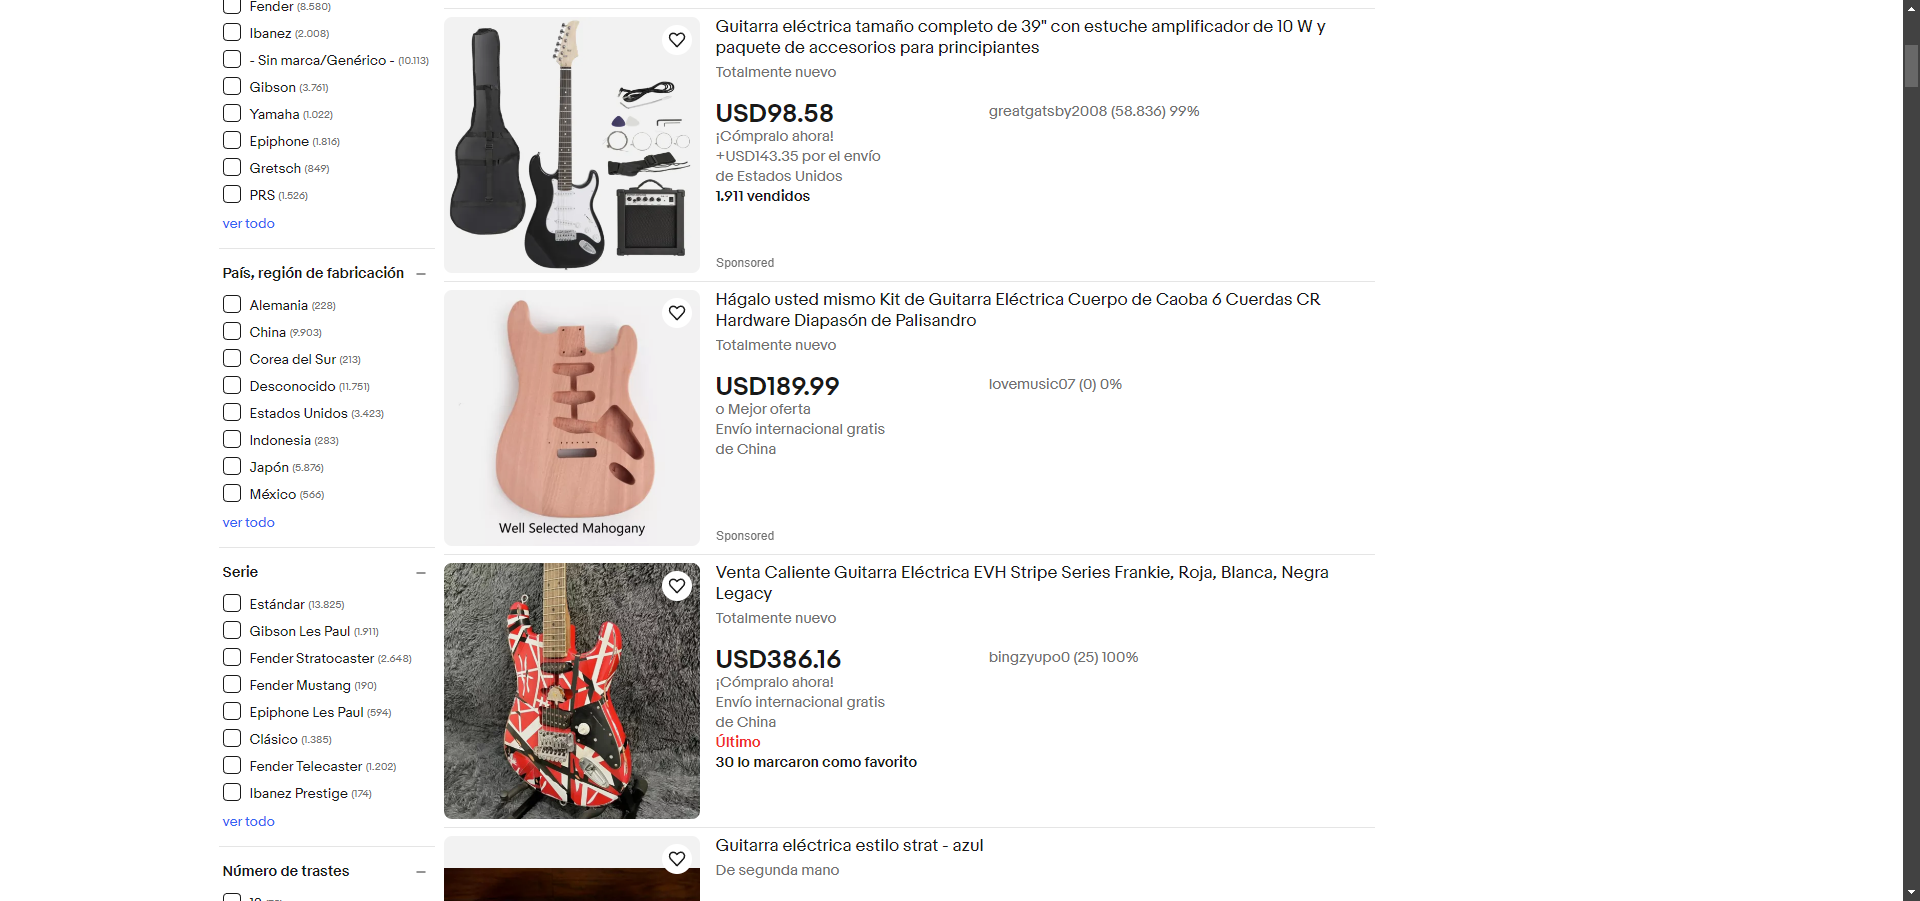 Fender (8.580)
Ibanez (2.008)
- Sin marca/Genérico - (10.113)
Gibson (3.761)
Yamaha (1.022)
Epiphone (1.816)
Gretsch (849)
PRS (1.526)
ver todo
País, región de fabricación
Alemania (228)
China (9.903)
Corea del Sur (213)
Desconocido (11.751)
Estados Unidos (3.423)
Indonesia (283)
Japón (5.876)
México (566)
ver todo
Serie
Estándar (13.825)
Gibson Les Paul (1.911)
Fender Stratocaster (2.648)
Fender Mustang (190)
Epiphone Les Paul (594)
Clásico (1.385)
Fender Telecaster (1.202)
Ibanez Prestige (174)
ver todo
Número de trastes
Guitarra eléctrica tamaño completo de 39" con estuche amplificador de 10 W y
paquete de accesorios para principiantes
Totalmente nuevo
USD98.58
greatgatsby2008 (58.836) 99%
¡Cómpralo ahora!
+USD143.35 por el envío
de Estados Unidos
1.911 vendidos
Sponsored
Well Selected Mahogany
Hágalo usted mismo Kit de Guitarra Eléctrica Cuerpo de Caoba 6 Cuerdas CR
Hardware Diapasón de Palisandro
Totalmente nuevo
USD189.99
lovemusic07 (0) 0%
o Mejor oferta
Envío internacional gratis
de China
Sponsored
Venta Caliente Guitarra Eléctrica EVH Stripe Series Frankie, Roja, Blanca, Negra
Legacy
Totalmente nuevo
USD386.16
bingzyupo0 (25) 100%
¡Cómpralo ahora!
Envío internacional gratis
de China
Último
30 lo marcaron como favorito
Guitarra eléctrica estilo strat - azul
De segunda mano